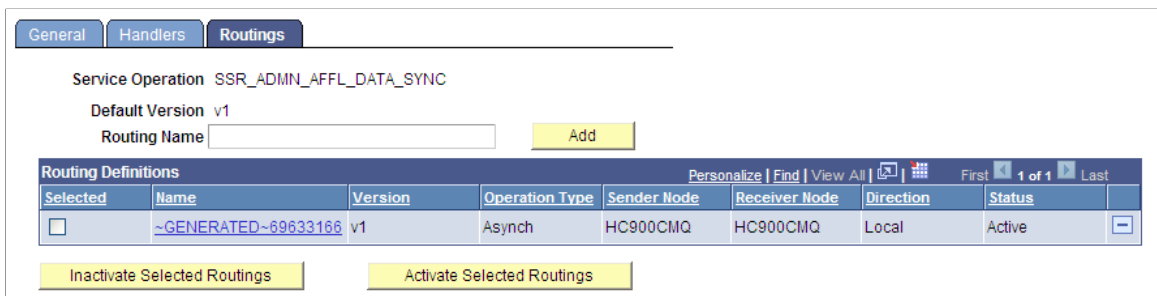 General Handlers Routings
Service Operation SSR_ADMN_AFFL_DATA_SYNC
Default Version v1
Routing Name Add
Routing Definitions Personalize | Find | View All | | First 1 of 1 Last
Selected Name Version Operation Type Sender Node Receiver Node Direction Status
~GENERATED~69633166 v1 Asynch HC900CMQ HC900CMQ Local Active
Inactivate Selected Routings Activate Selected Routings